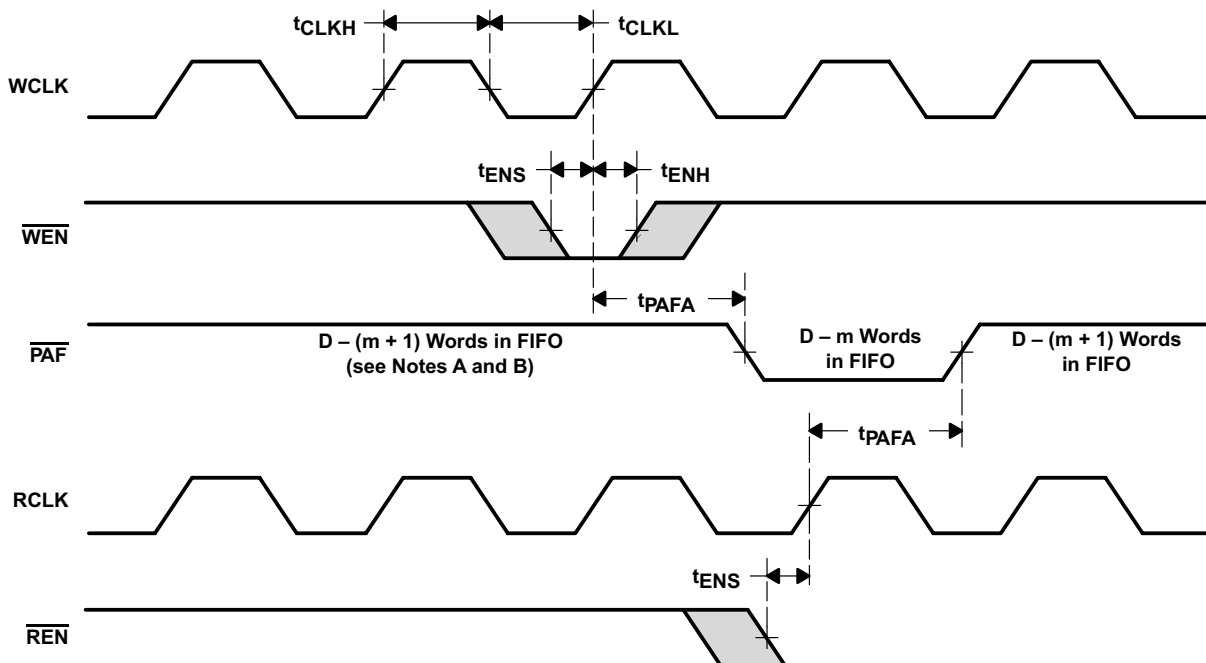 tCLKH
tCLKL
WCLK
tENS
tENH
WEN
tPAFA
PAF
D – (m + 1) Words in FIFO
(see Notes A and B)
D – m Words
in FIFO
D – (m + 1) Words
in FIFO
tPAFA
RCLK
tENS
REN